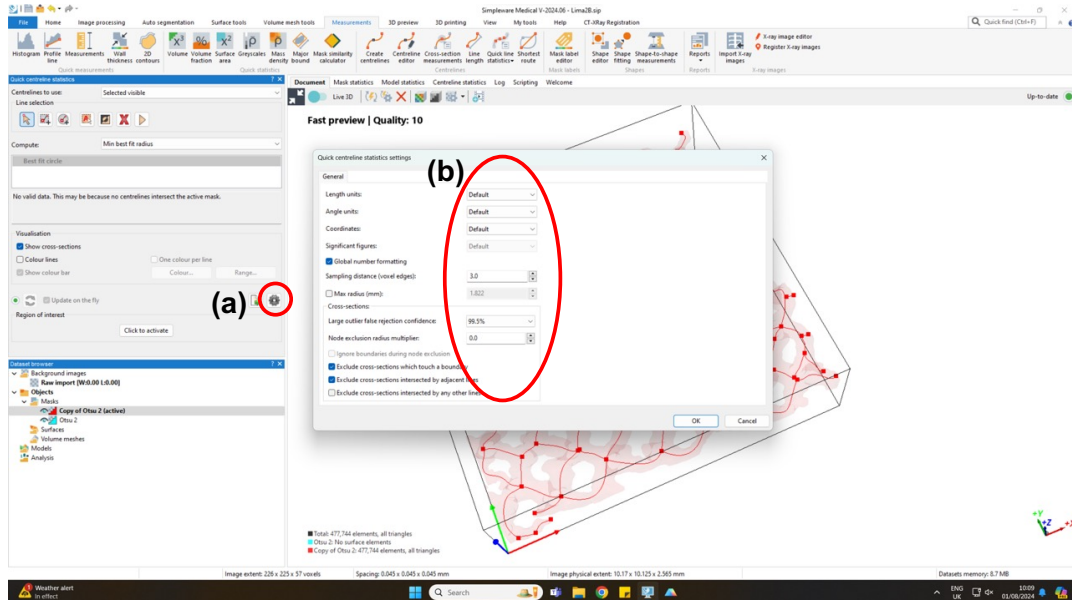 Simpleware Medical V-2024.06 - Lima2B.sip
File Home Image processing Auto segmentation Surface tools Volume mesh tools Measurements 3D preview 3D printing View My tools Help CT-XRay Registration
Quick find (Ctrl+F)
Histogram Profile line Measurements Wall thickness 2D contours Volume Volume fraction Surface area Greyscales Mass density Major bound Mask similarity calculator Create centrelines Centreline editor Cross-section measurements Line length Quick line statistics Shortest route Mask label editor Shape editor Shape fitting Shape-to-shape measurements Reports Import X-ray images
X-ray image editor
Register X-ray images
Quick measurements Quick statistics Centrelines Mask labels Shapes Reports X-ray images
Quick centreline statistics
Centrelines to use: Selected visible
Line selection
Compute: Min best fit radius
Best fit circle
No valid data. This may be because no centrelines intersect the active mask.
Visualisation
Show cross-sections
Colour lines One colour per line
Show colour bar Colour... Range...
Update on the fly
(a)
Region of interest
Click to activate
Dataset browser
Background images
Raw import [W:0.00 L:0.00]
Objects
Masks
Copy of Otsu 2 (active)
Otsu 2
Surfaces
Volume meshes
Models
Analysis
Document Mask statistics Model statistics Centreline statistics Log Scripting Welcome
Live 3D
Up-to-date
Fast preview | Quality: 10
Quick centreline statistics settings
(b)
General
Length units: Default
Angle units: Default
Coordinates: Default
Significant figures: Default
Global number formatting
Sampling distance (voxel edges): 3.0
Max radius (mm): 1.822
Cross-sections:
Large outlier false rejection confidence: 99.5%
Node exclusion radius multiplier: 0.0
Ignore boundaries during node exclusion
Exclude cross-sections which touch a boundary
Exclude cross-sections intersected by adjacent lines
Exclude cross-sections intersected by any other lines
OK Cancel
Total: 477,744 elements, all triangles
Otsu 2: No surface elements
Copy of Otsu 2: 477,744 elements, all triangles
+Y
+Z
+X
Image extent: 226 x 225 x 57 voxels Spacing: 0.045 x 0.045 x 0.045 mm Image physical extent: 10.17 x 10.125 x 2.565 mm Datasets memory: 8.7 MB
Weather alert
In effect
Search
ENG
UK
10:09
01/08/2024